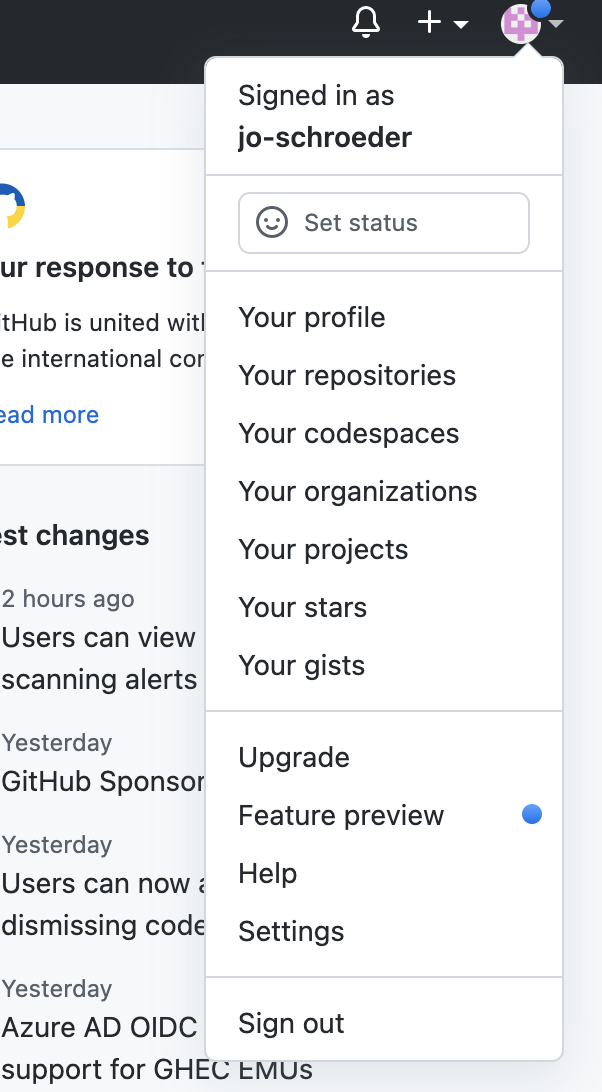 Signed in as
jo-schroeder
Set status
Your profile
Your repositories
Your codespaces
Your organizations
Your projects
Your stars
Your gists
Upgrade
Feature preview
Help
Settings
Sign out
ur response to
itHub is united with
e international
ead more
est changes
2 hours ago
Users can view
scanning alerts
Yesterday
GitHub Sponsor
Yesterday
Users can now
dismissing code
Yesterday
Azure AD OIDC
support for GHEC EMUs